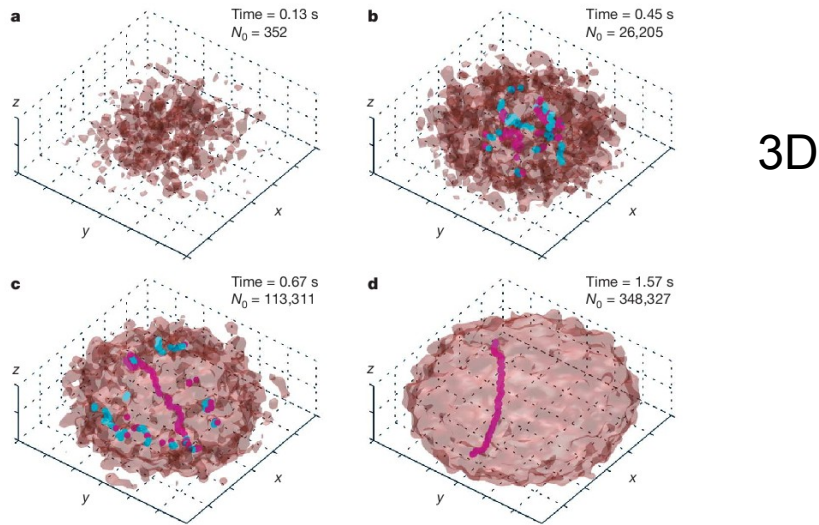 a
Time = 0.13 s
N0 = 352
z
y
x
b
Time = 0.45 s
N0 = 26,205
z
y
x
3D
c
Time = 0.67 s
N0 = 113,311
z
y
x
d
Time = 1.57 s
N0 = 348,327
z
y
x